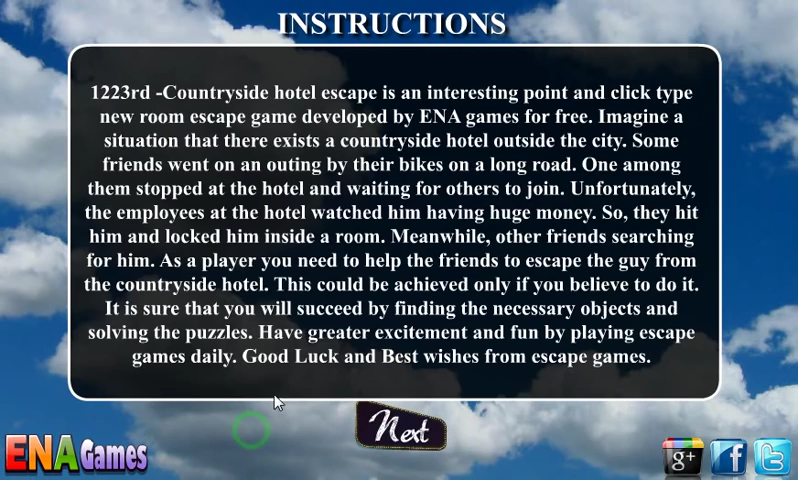 INSTRUCTIONS
1223rd -Countryside hotel escape is an interesting point and click type
new room escape game developed by ENA games for free. Imagine a
situation that there exists a countryside hotel outside the city. Some
friends went on an outing by their bikes on a long road. One among
them stopped at the hotel and waiting for others to join. Unfortunately,
the employees at the hotel watched him having huge money. So, they hit
him and locked him inside a room. Meanwhile, other friends searching
for him. As a player you need to help the friends to escape the guy from
the countryside hotel. This could be achieved only if you believe to do it.
It is sure that you will succeed by finding the necessary objects and
solving the puzzles. Have greater excitement and fun by playing escape
games daily. Good Luck and Best wishes from escape games.
Next
ENA Games
g+ f